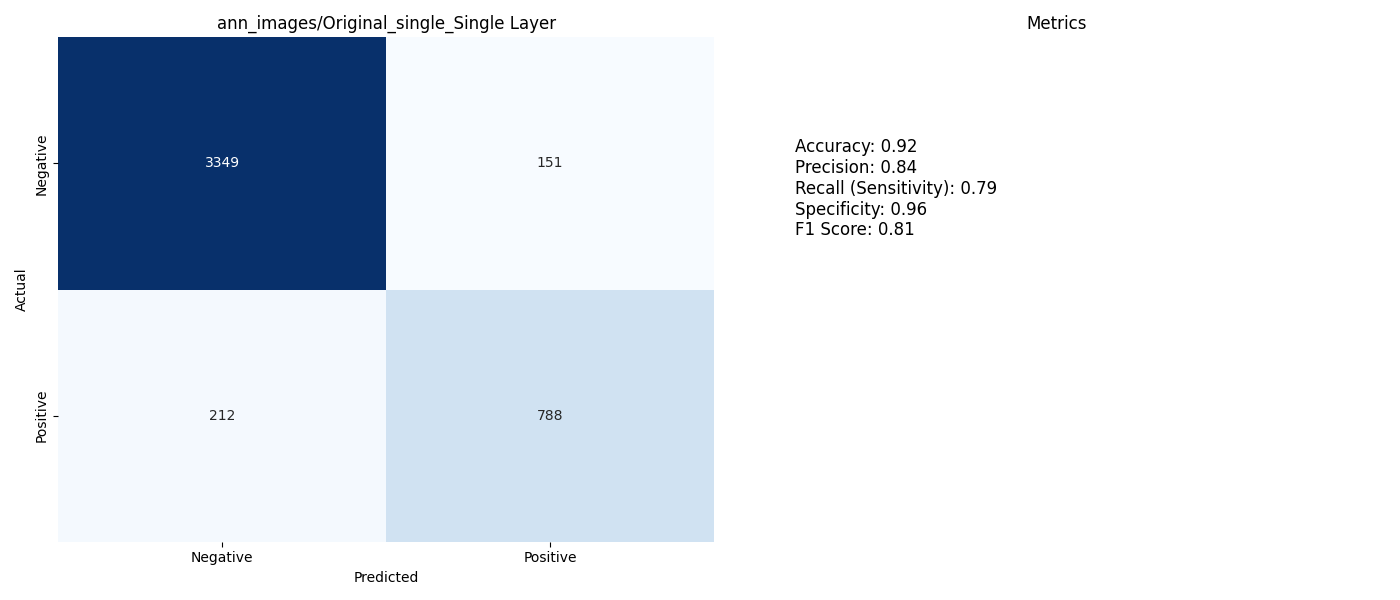 ann_images/Original_single_Single Layer
Metrics
Negative
3349
151
Accuracy: 0.92
Precision: 0.84
Recall (Sensitivity): 0.79
Specificity: 0.96
F1 Score: 0.81
Actual
Positive
212
788
Negative
Positive
Predicted